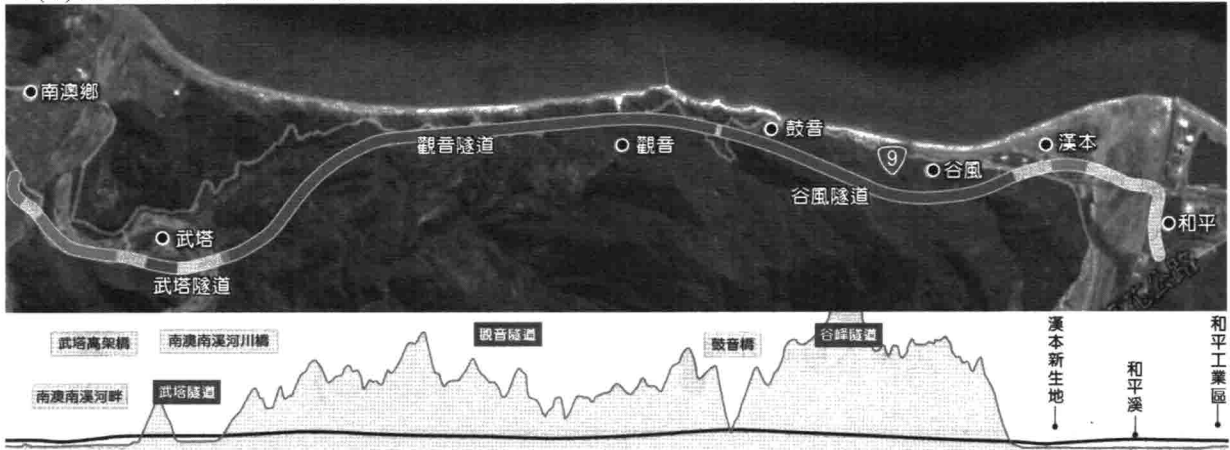 南澳鄉
觀音隧道
觀音
鼓音
9
漢本
谷風
谷風隧道
和平
武塔
武塔隧道
武塔高架橋
南澳南溪河川橋
觀音隧道
鼓音橋
谷峰隧道
漢本新生地
和平溪
和平工業區
南澳南溪河畔
武塔隧道